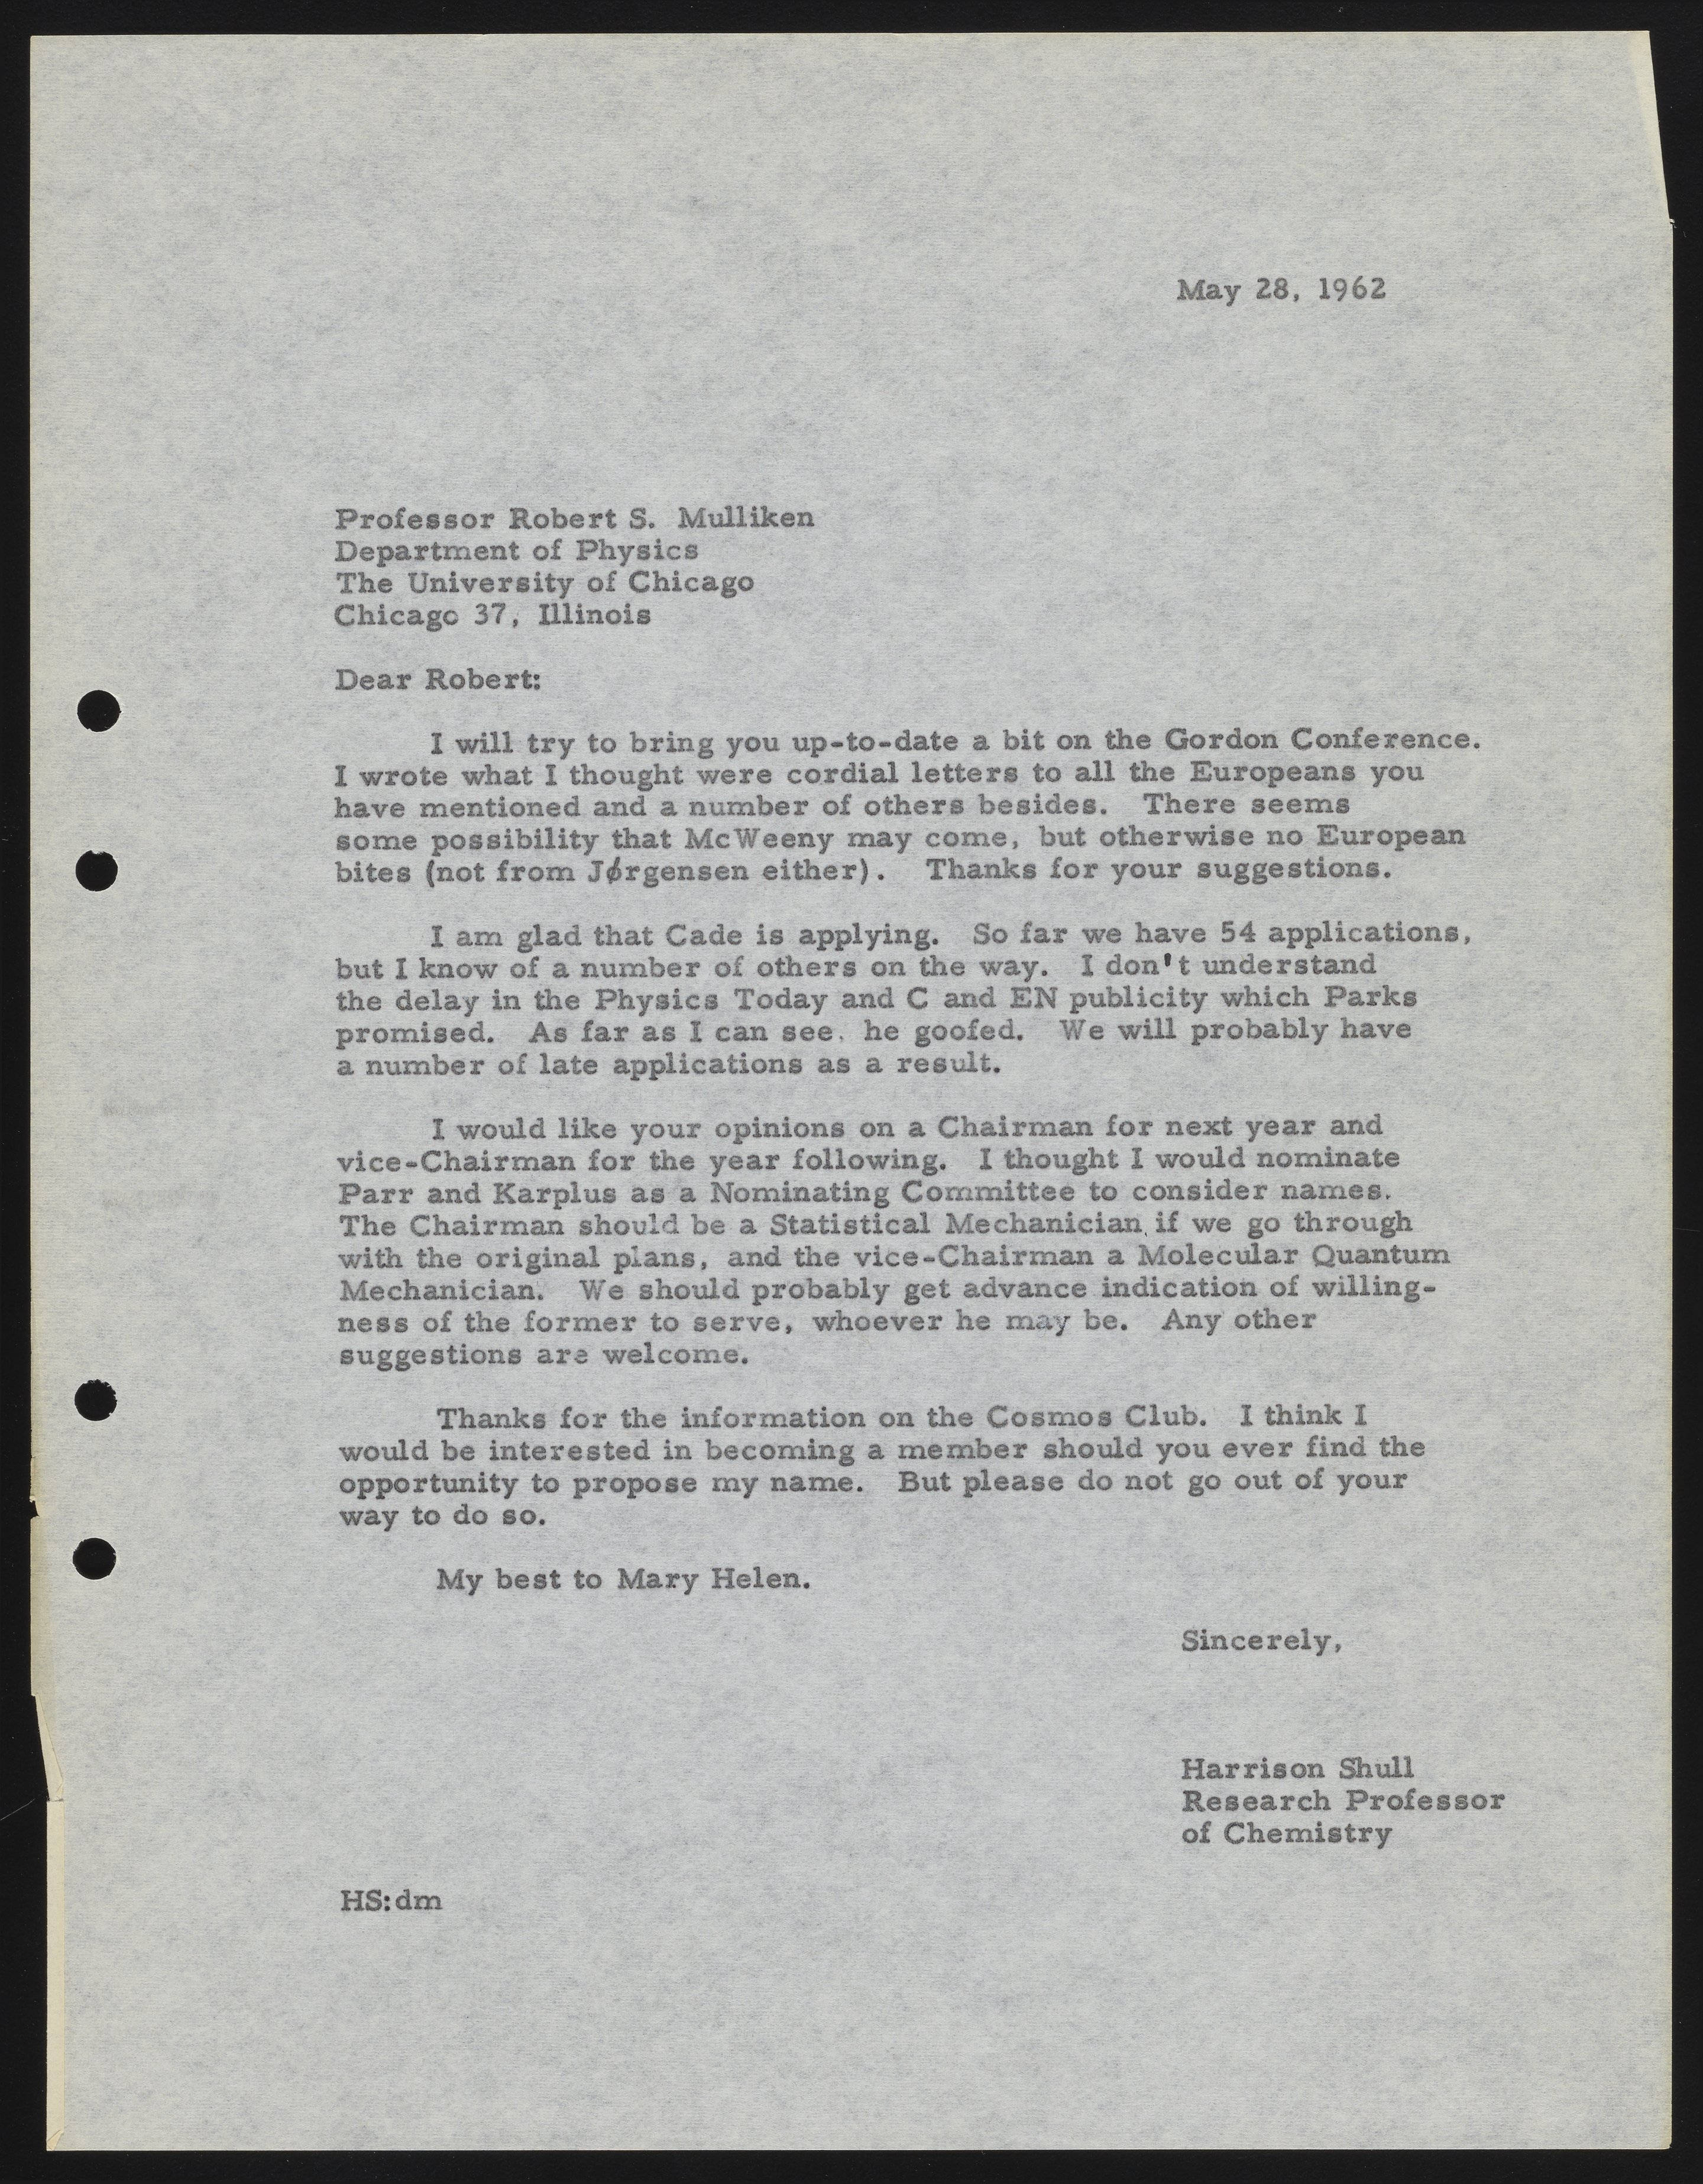 May 28, 1962
Professor Robert S. Mulliken
Department of Physics
The University of Chicago
Chicago 37, Illinois
Dear Robert:
I will try to bring you up-to-date a bit on the Gordon Conference.
I wrote what I thought were cordial letters to all the Europeans you
have mentioned and a number of others besides. There seems
some possibility that McWeeny may come, but otherwise no European
bites (not from Jørgensen either). Thanks for your suggestions.
I am glad that Cade is applying. So far we have 54 applications,
but I know of a number of others on the way. I don't understand
the delay in the Physics Today and C and EN publicity which Parks
promised. As far as I can see, he goofed. We will probably have
a number of late applications as a result.
I would like your opinions on a Chairman for next year and
vice-Chairman for the year following. I thought I would nominate
Parr and Karplus as a Nominating Committee to consider names.
The Chairman should be a Statistical Mechanician, if we go through
with the original plans, and the vice-Chairman a Molecular Quantum
Mechanician. We should probably get advance indication of willing-
ness of the former to serve, whoever he may be. Any other
suggestions are welcome.
Thanks for the information on the Cosmos Club. I think I
would be interested in becoming a member should you ever find the
opportunity to propose my name. But please do not go out of your
way to do so.
My best to Mary Helen.
Sincerely,
Harrison Shull
Research Professor
of Chemistry
HS:dm